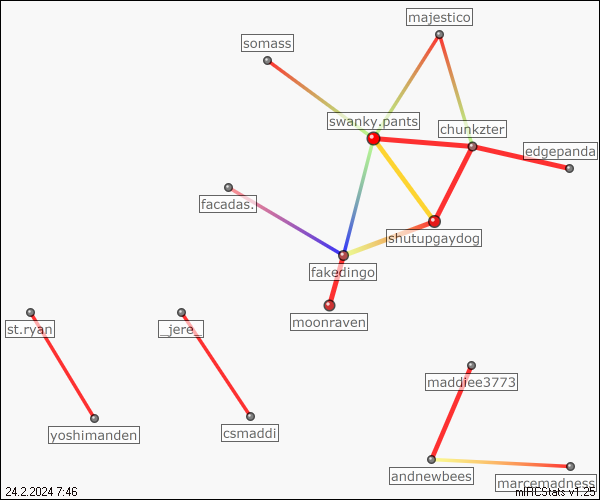 majestico
somass
swanky.pants
chunkzter
edgepanda
facadas.
shutupgaydog
fakedingo
moonraven
st.ryan
_jere_
maddiee3773
csmaddi
yoshimanden
andnewbees
marcemadness
24.2.2024 7:46
mIRCStats v1.25